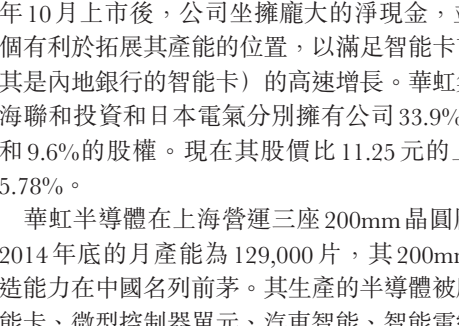 年10月上市後，公司坐擁龐大的淨現金，
個有利於拓展其產能的位置，以滿足智能卡
其是內地銀行的智能卡）的高速增長。華虹
海聯和投資和日本電氣分別擁有公司33.9%
和9.6%的股權。現在其股價比11.25元的
5.78%。
華虹半導體在上海營運三座200mm晶圓
2014年底的月產能為129,000片，其200mm
造能力在中國名列前茅。其生產的半導體被
能卡、微型控制器單元、汽車智能、智能電